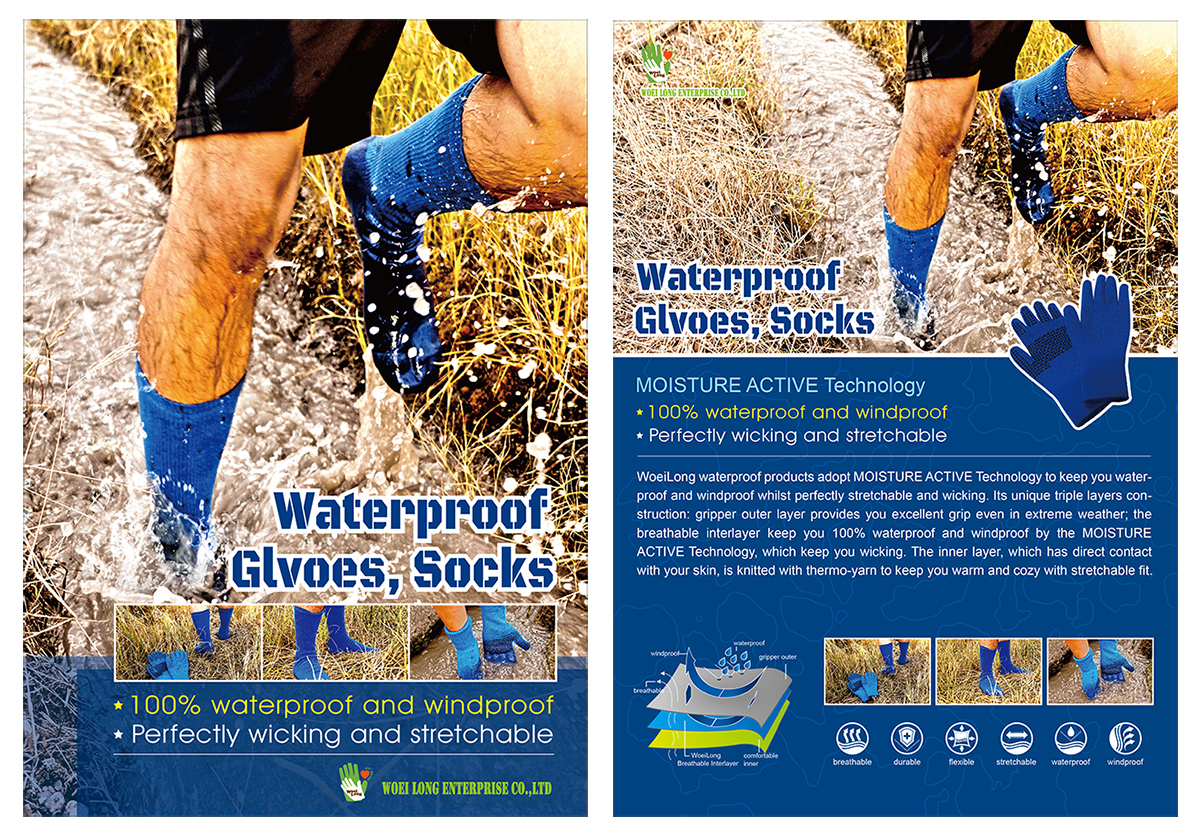 Waterproof
Glvoes, Socks
100% waterproof and windproof
Perfectly wicking and stretchable
Woei Long
WOEI LONG ENTERPRISE CO.,LTD
Woei Long
WOEI LONG ENTERPRISE CO.,LTD
Waterproof
Glvoes, Socks
MOISTURE ACTIVE Technology
100% waterproof and windproof
Perfectly wicking and stretchable
WoeiLong waterproof products adopt MOISTURE ACTIVE Technology to keep you water-
proof and windproof whilst perfectly stretchable and wicking. Its unique triple layers con-
struction: gripper outer layer provides you excellent grip even in extreme weather; the
breathable interlayer keep you 100% waterproof and windproof by the MOISTURE
ACTIVE Technology, which keep you wicking. The inner layer, which has direct contact
with your skin, is knitted with thermo-yarn to keep you warm and cozy with stretchable fit.
waterproof
windproof
gripper outer
breathable
WoeiLong
Breathable Interlayer
comfortable
inner
breathable
durable
flexible
stretchable
waterproof
windproof